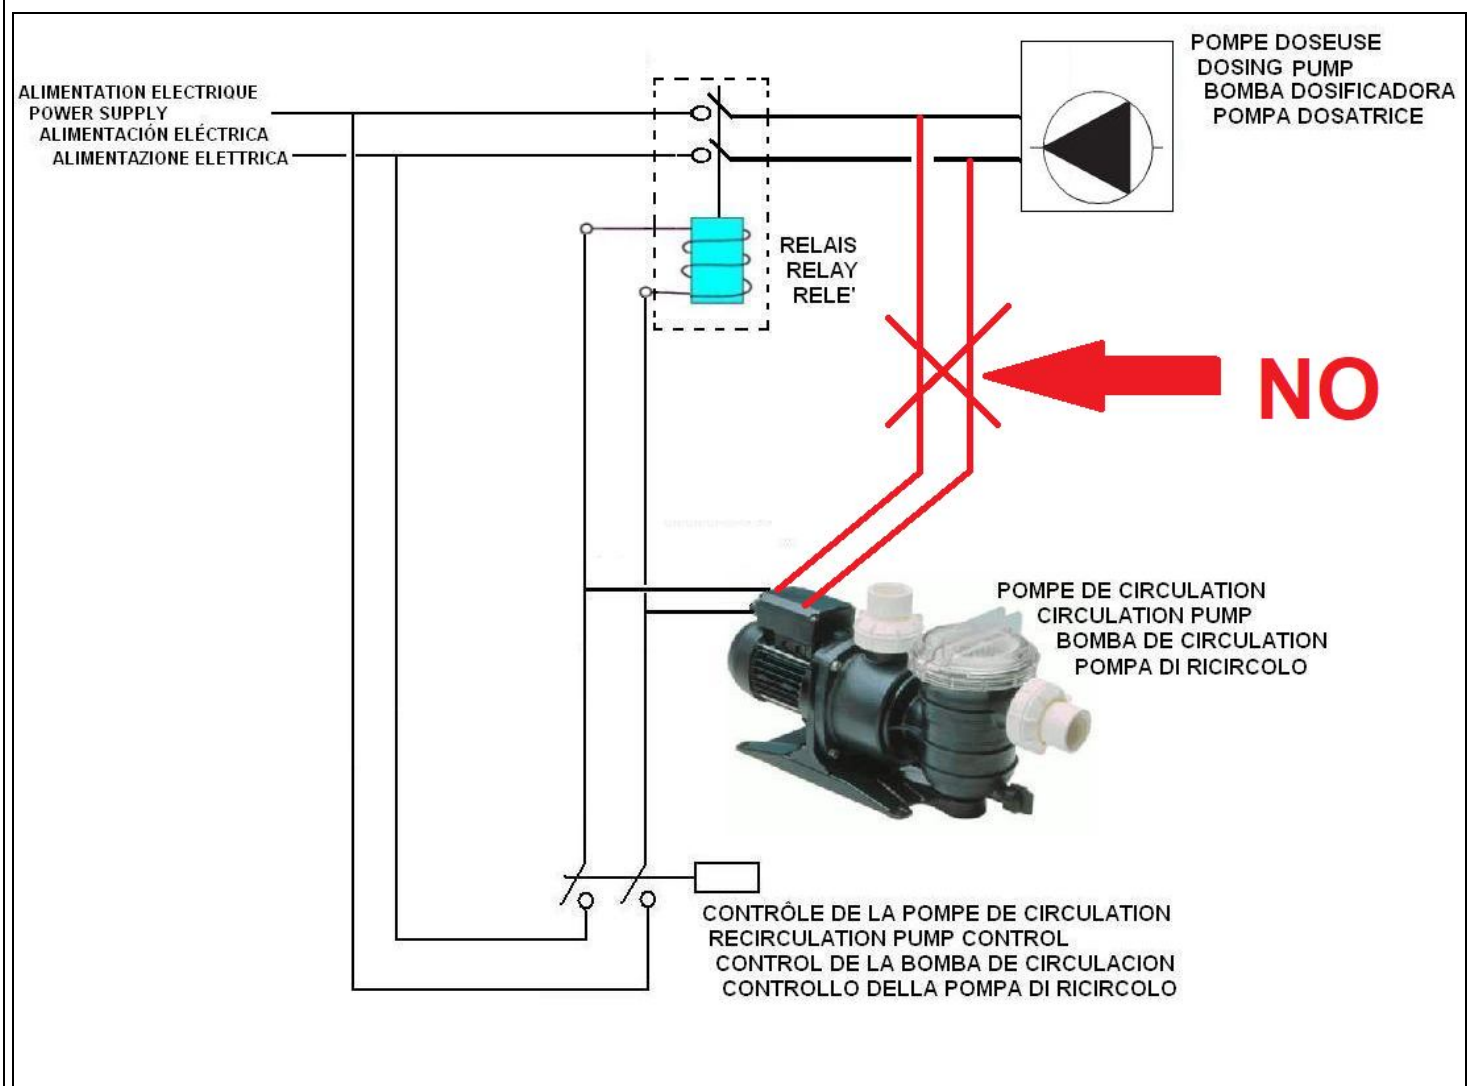 ALIMENTATION ELECTRIQUE
POWER SUPPLY
ALIMENTACIÓN ELÉCTRICA
ALIMENTAZIONE ELETTRICA
POMPE DOSEUSE
DOSING PUMP
BOMBA DOSIFICADORA
POMPA DOSATRICE
RELAIS
RELAY
RELE'
NO
POMPE DE CIRCULATION
CIRCULATION PUMP
BOMBA DE CIRCULATION
POMPA DI RICIRCOLO
CONTRÔLE DE LA POMPE DE CIRCULATION
RECIRCULATION PUMP CONTROL
CONTROL DE LA BOMBA DE CIRCULACION
CONTROLLO DELLA POMPA DI RICIRCOLO